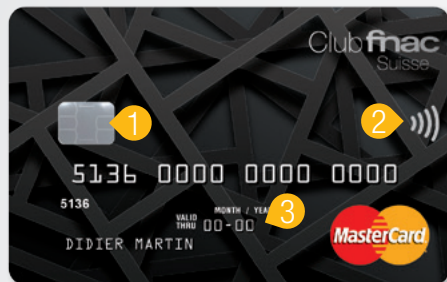 Club fnac
Suisse
1
2
5136 0000 0000 0000
5136
MONTH / YEAR
3
VALID THRU 00-00
DIDIER MARTIN
MasterCard